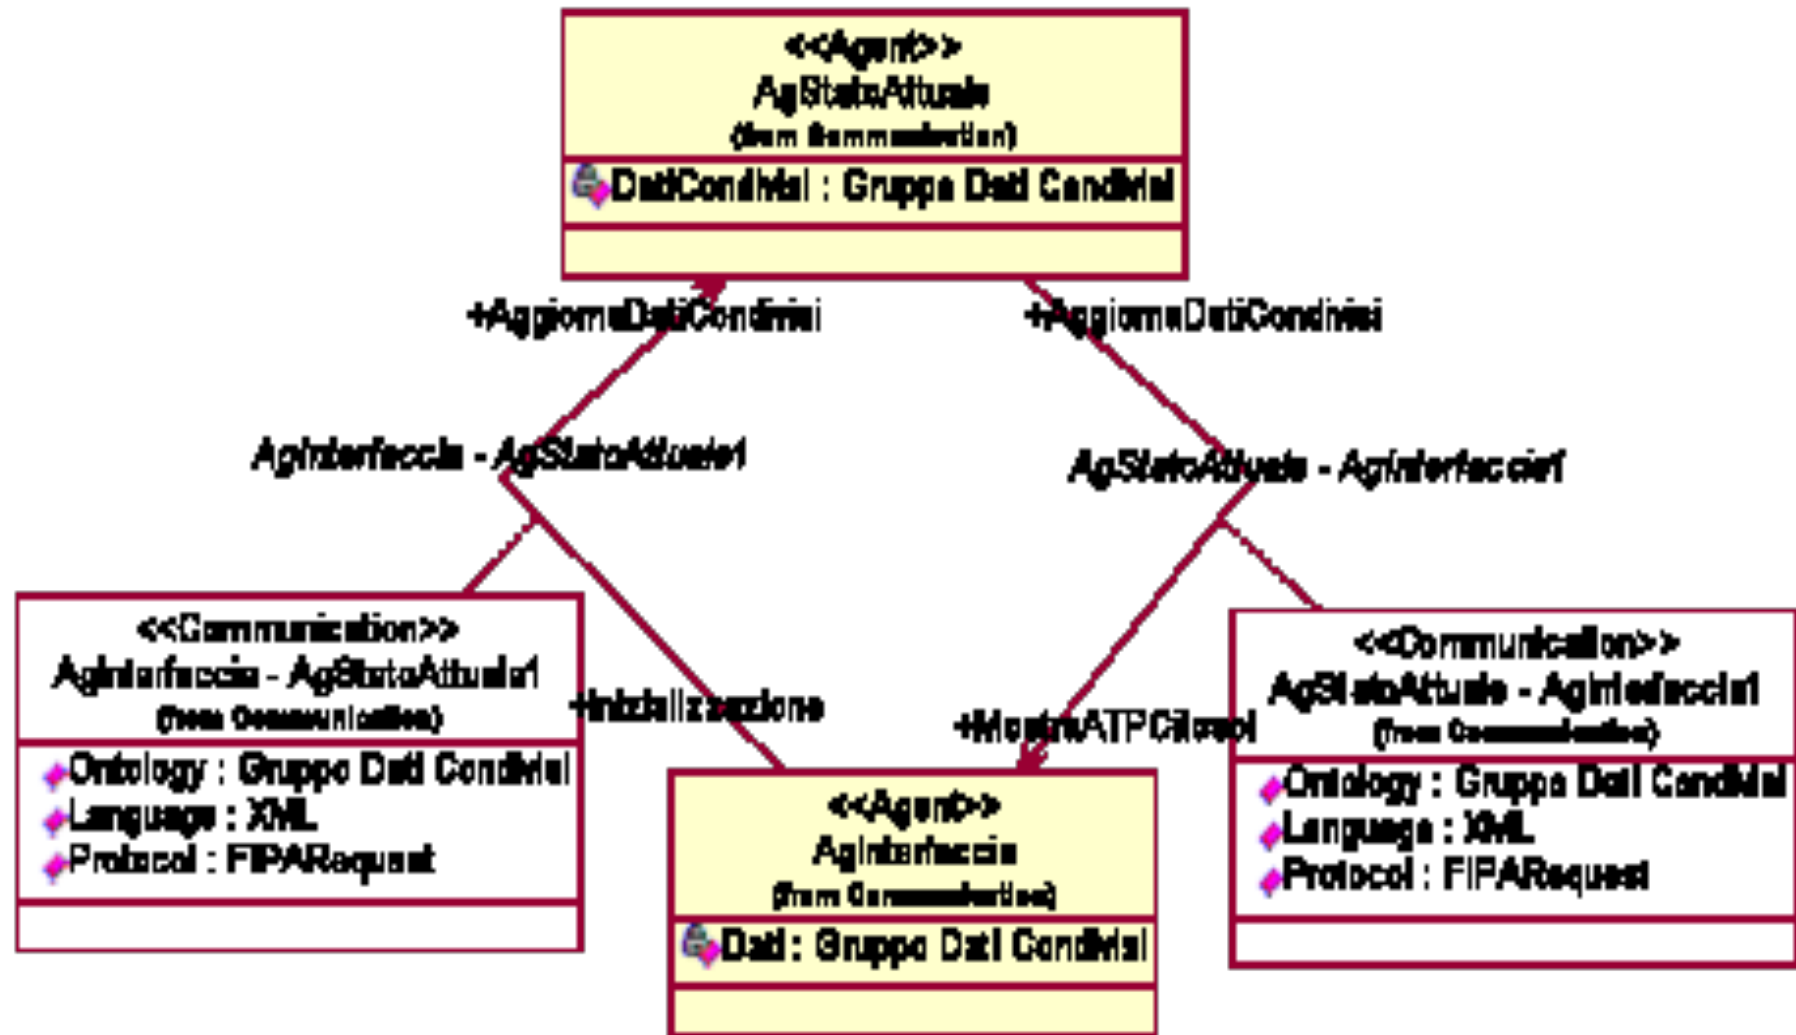 <<Agent>>
AgStatoAttuale
(from Communication)
DatiCondivisi : Gruppo Dati Condivisi
+AggiornaDatiCondivisi
+AggiornaDatiCondivisi
AgInterfaccia - AgStatoAttuale1
AgStatoAttuale - AgInterfaccia1
<<Communication>>
AgInterfaccia - AgStatoAttuale1
(from Communication)
Ontology : Gruppo Dati Condivisi
Language : XML
Protocol : FIPARequest
+Inizializzazione
+MostraATPCitosol
<<Communication>>
AgStatoAttuale - AgInterfaccia1
(from Communication)
Ontology : Gruppo Dati Condivisi
Language : XML
Protocol : FIPARequest
<<Agent>>
AgInterfaccia
(from Communication)
Dati : Gruppo Dati Condivisi